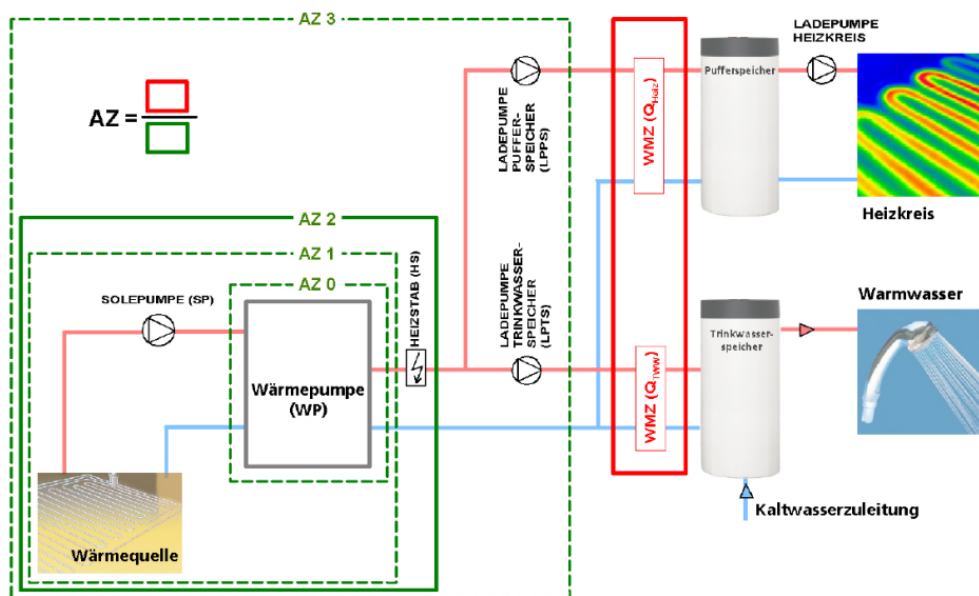 AZ 3
AZ =
LADEPUMPE
PUFFER-
SPEICHER
(LPPS)
WMZ (QHeiz)
Pufferspeicher
LADEPUMPE
HEIZKREIS
Heizkreis
AZ 2
AZ 1
AZ 0
SOLEPUMPE (SP)
HEIZSTAB (HS)
LADEPUMPE
TRINKWASSER-
SPEICHER
(LPTS)
Wärmepumpe
(WP)
WMZ (QTWW)
Trinkwasser-
speicher
Warmwasser
Wärmequelle
Kaltwasserzuleitung